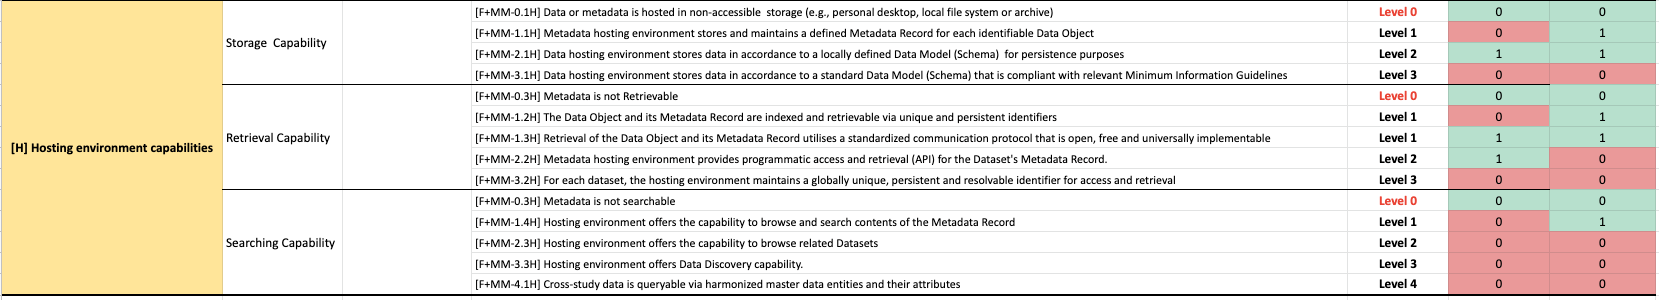 [F+MM-0.1H] Data or metadata is hosted in non-accessible  storage (e.g., personal desktop, local file system or archive) Level 0 0 0
Storage  Capability
[F+MM-1.1H] Metadata hosting environment stores and maintains a defined Metadata Record for each identifiable Data Object Level 1 0 1
[F+MM-2.1H] Data hosting environment stores data in accordance to a locally defined Data Model (Schema)  for persistence purposes Level 2 1 1
[F+MM-3.1H] Data hosting environment stores data in accordance to a standard Data Model (Schema) that is compliant with relevant Minimum Information Guidelines Level 3 0 0
[F+MM-0.3H] Metadata is not Retrievable Level 0 0 0
[F+MM-1.2H] The Data Object and its Metadata Record are indexed and retrievable via unique and persistent identifiers Level 1 0 1
[H] Hosting environment capabilities
Retrieval Capability
[F+MM-1.3H] Retrieval of the Data Object and its Metadata Record utilises a standardized communication protocol that is open, free and universally implementable Level 1 1 1
[F+MM-2.2H] Metadata hosting environment provides programmatic access and retrieval (API) for the Dataset's Metadata Record. Level 2 1 0
[F+MM-3.2H] For each dataset, the hosting environment maintains a globally unique, persistent and resolvable identifier for access and retrieval Level 3 0 0
[F+MM-0.3H] Metadata is not searchable Level 0 0 0
[F+MM-1.4H] Hosting environment offers the capability to browse and search contents of the Metadata Record Level 1 0 1
Searching Capability
[F+MM-2.3H] Hosting environment offers the capability to browse related Datasets Level 2 0 0
[F+MM-3.3H] Hosting environment offers Data Discovery capability. Level 3 0 0
[F+MM-4.1H] Cross-study data is queryable via harmonized master data entities and their attributes Level 4 0 0